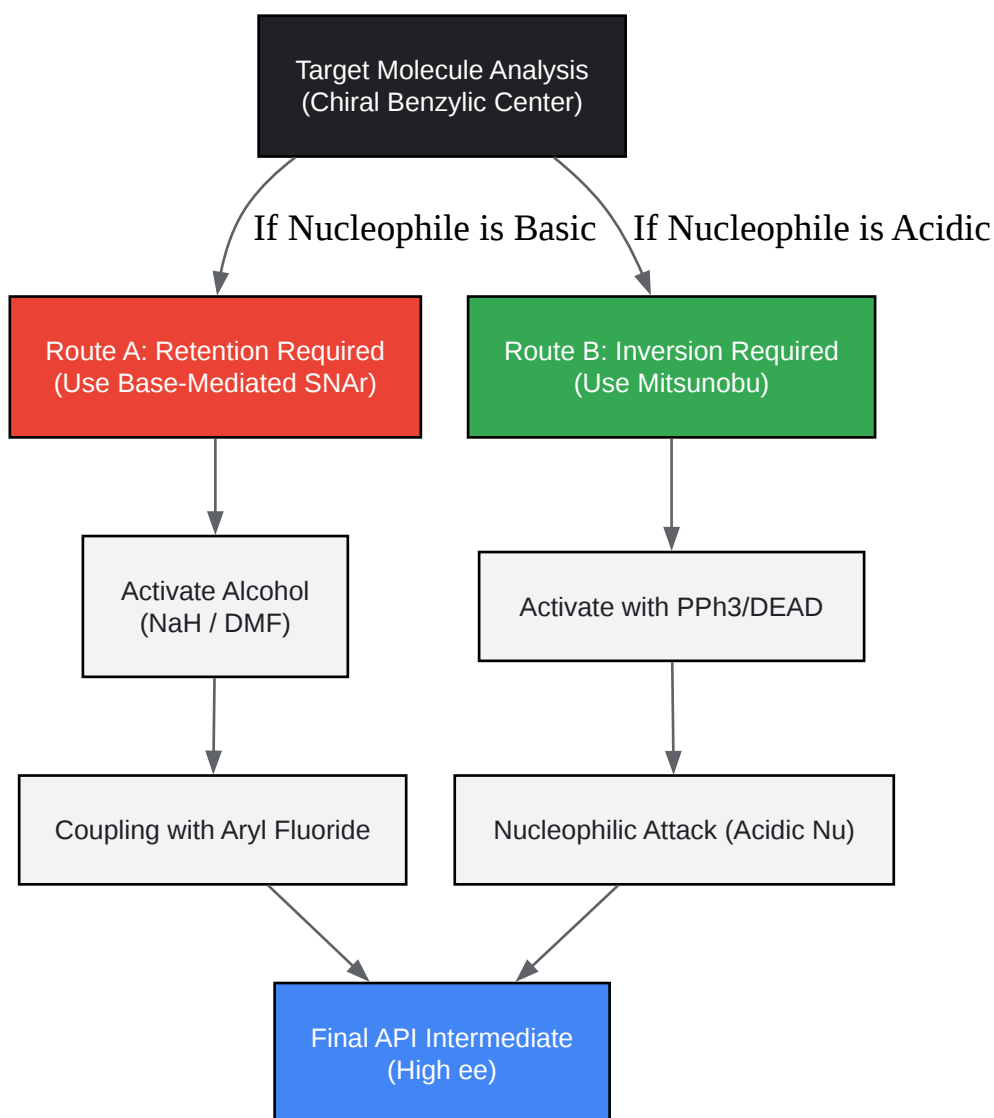 Target Molecule Analysis
(Chiral Benzylic Center)
If Nucleophile is Basic
If Nucleophile is Acidic
Route A: Retention Required
(Use Base-Mediated SNAr)
Route B: Inversion Required
(Use Mitsunobu)
Activate Alcohol
(NaH / DMF)
Activate with PPh3/DEAD
Coupling with Aryl Fluoride
Nucleophilic Attack (Acidic Nu)
Final API Intermediate
(High ee)